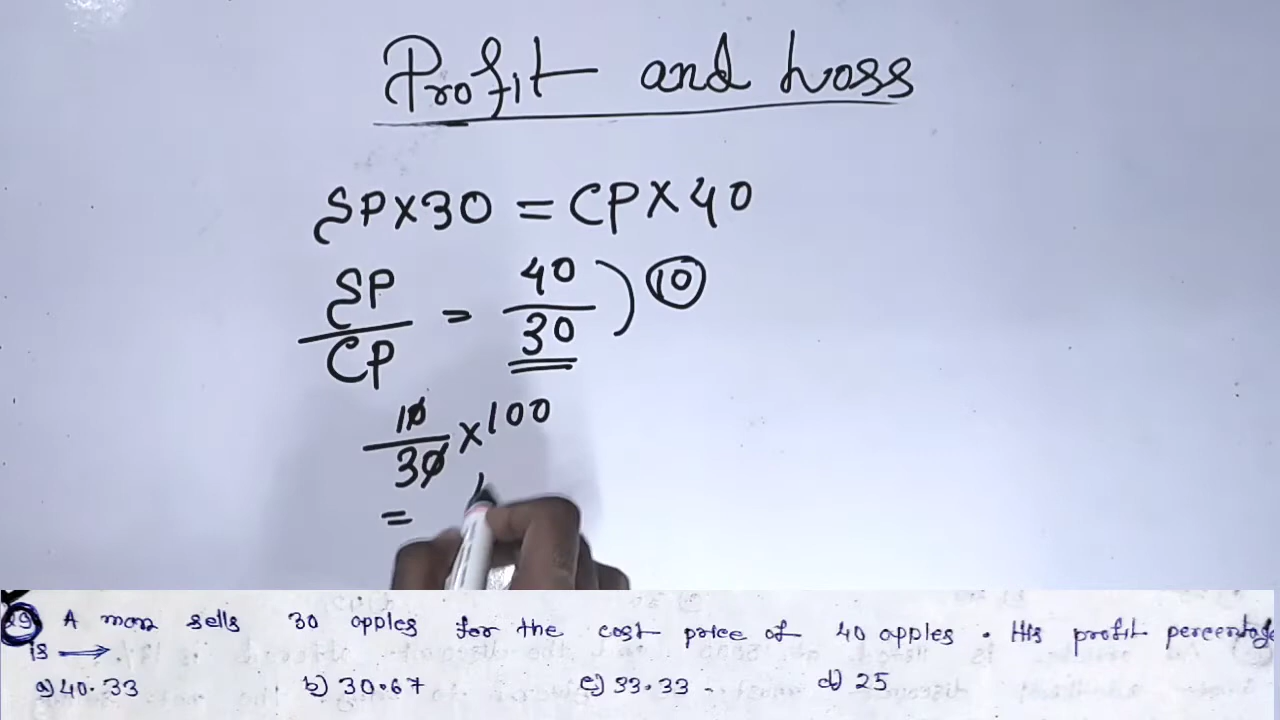 Profit and Loss
SP×30 = CP×40
SP/CP = 40/30 ) 10
10/30 × 100
=
29 A man sells 30 apples for the cost price of 40 apples. His profit percentage
is →
a) 40.33 b) 30.67 c) 33.33 d) 25